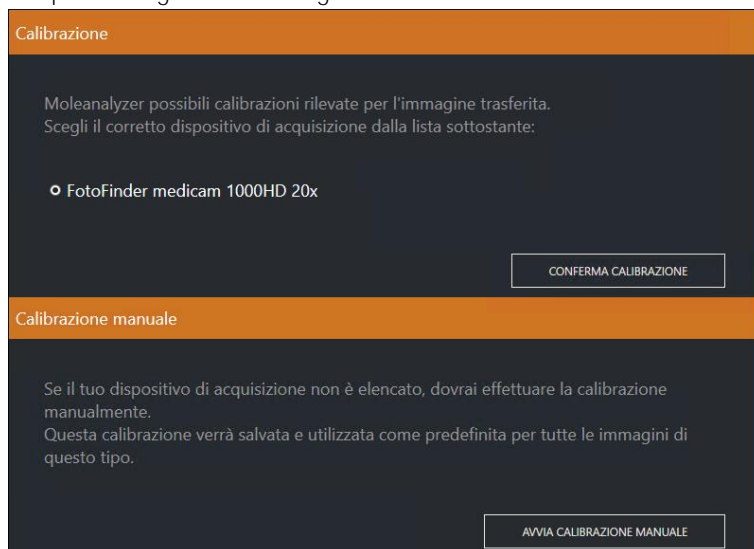 Calibrazione
Moleanalyzer possibili calibrazioni rilevate per l'immagine trasferita.
Scegli il corretto dispositivo di acquisizione dalla lista sottostante:
FotoFinder medicam 1000HD 20x
CONFERMA CALIBRAZIONE
Calibrazione manuale
Se il tuo dispositivo di acquisizione non è elencato, dovrai effettuare la calibrazione
manualmente.
Questa calibrazione verrà salvata e utilizzata come predefinita per tutte le immagini di
questo tipo.
AVVIA CALIBRAZIONE MANUALE